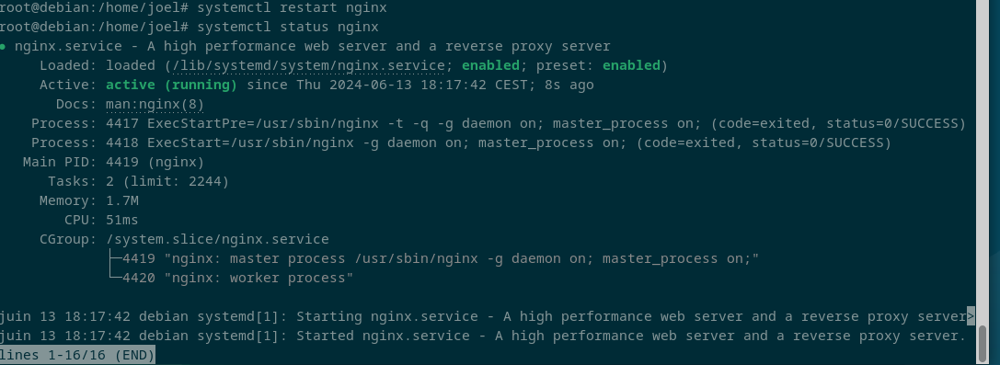 root@debian:/home/joel# systemctl restart nginx
root@debian:/home/joel# systemctl status nginx
● nginx.service - A high performance web server and a reverse proxy server
Loaded: loaded (/lib/systemd/system/nginx.service; enabled; preset: enabled)
Active: active (running) since Thu 2024-06-13 18:17:42 CEST; 8s ago
Docs: man:nginx(8)
Process: 4417 ExecStartPre=/usr/sbin/nginx -t -q -g daemon on; master_process on; (code=exited, status=0/SUCCESS)
Process: 4418 ExecStart=/usr/sbin/nginx -g daemon on; master_process on; (code=exited, status=0/SUCCESS)
Main PID: 4419 (nginx)
Tasks: 2 (limit: 2244)
Memory: 1.7M
CPU: 51ms
CGroup: /system.slice/nginx.service
├─4419 "nginx: master process /usr/sbin/nginx -g daemon on; master_process on;"
└─4420 "nginx: worker process"
juin 13 18:17:42 debian systemd[1]: Starting nginx.service - A high performance web server and a reverse proxy server>
juin 13 18:17:42 debian systemd[1]: Started nginx.service - A high performance web server and a reverse proxy server.
lines 1-16/16 (END)